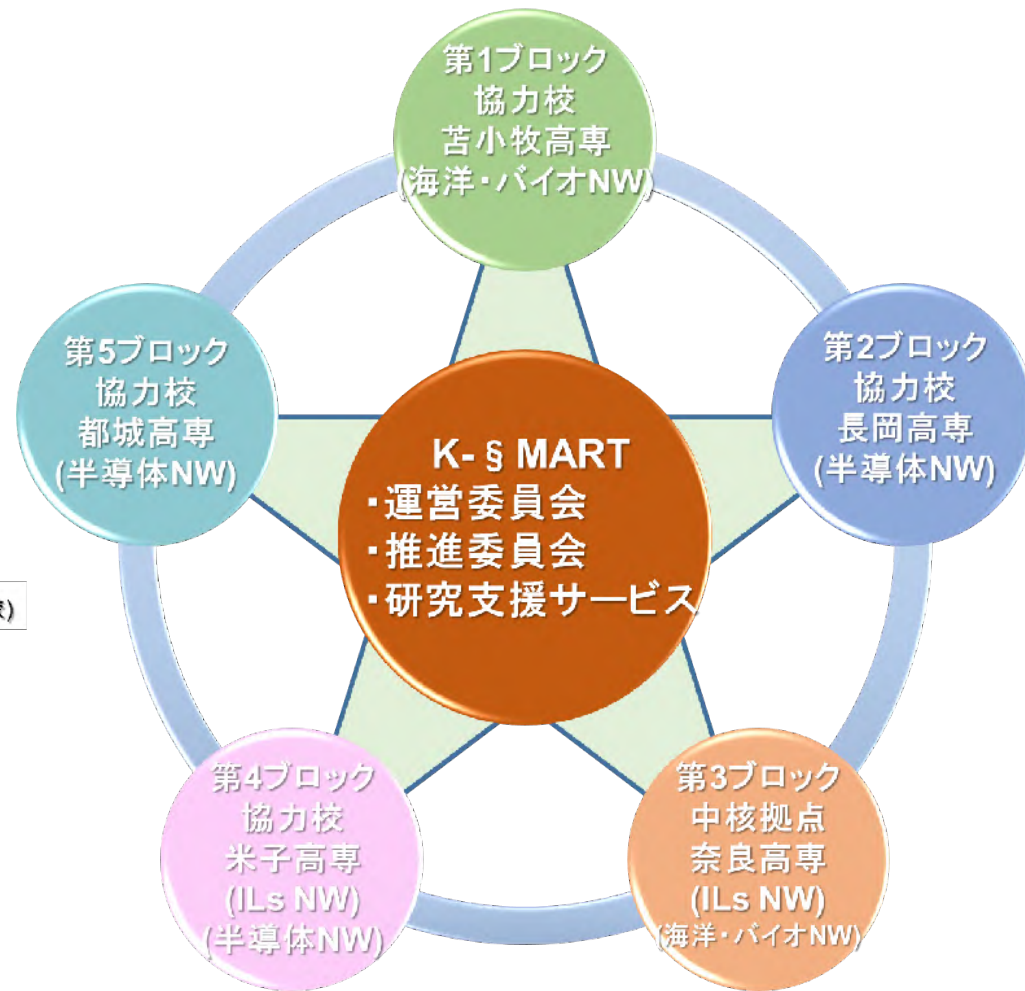 第1ブロック
協力校
苫小牧高専
(海洋・バイオNW)
第5ブロック
協力校
都城高専
(半導体NW)
第2ブロック
協力校
長岡高専
(半導体NW)
K-§MART
・運営委員会
・推進委員会
・研究支援サービス
)
第4ブロック
協力校
米子高専
(ILs NW)
(半導体NW)
第3ブロック
中核拠点
奈良高専
(ILs NW)
(海洋・バイオNW)